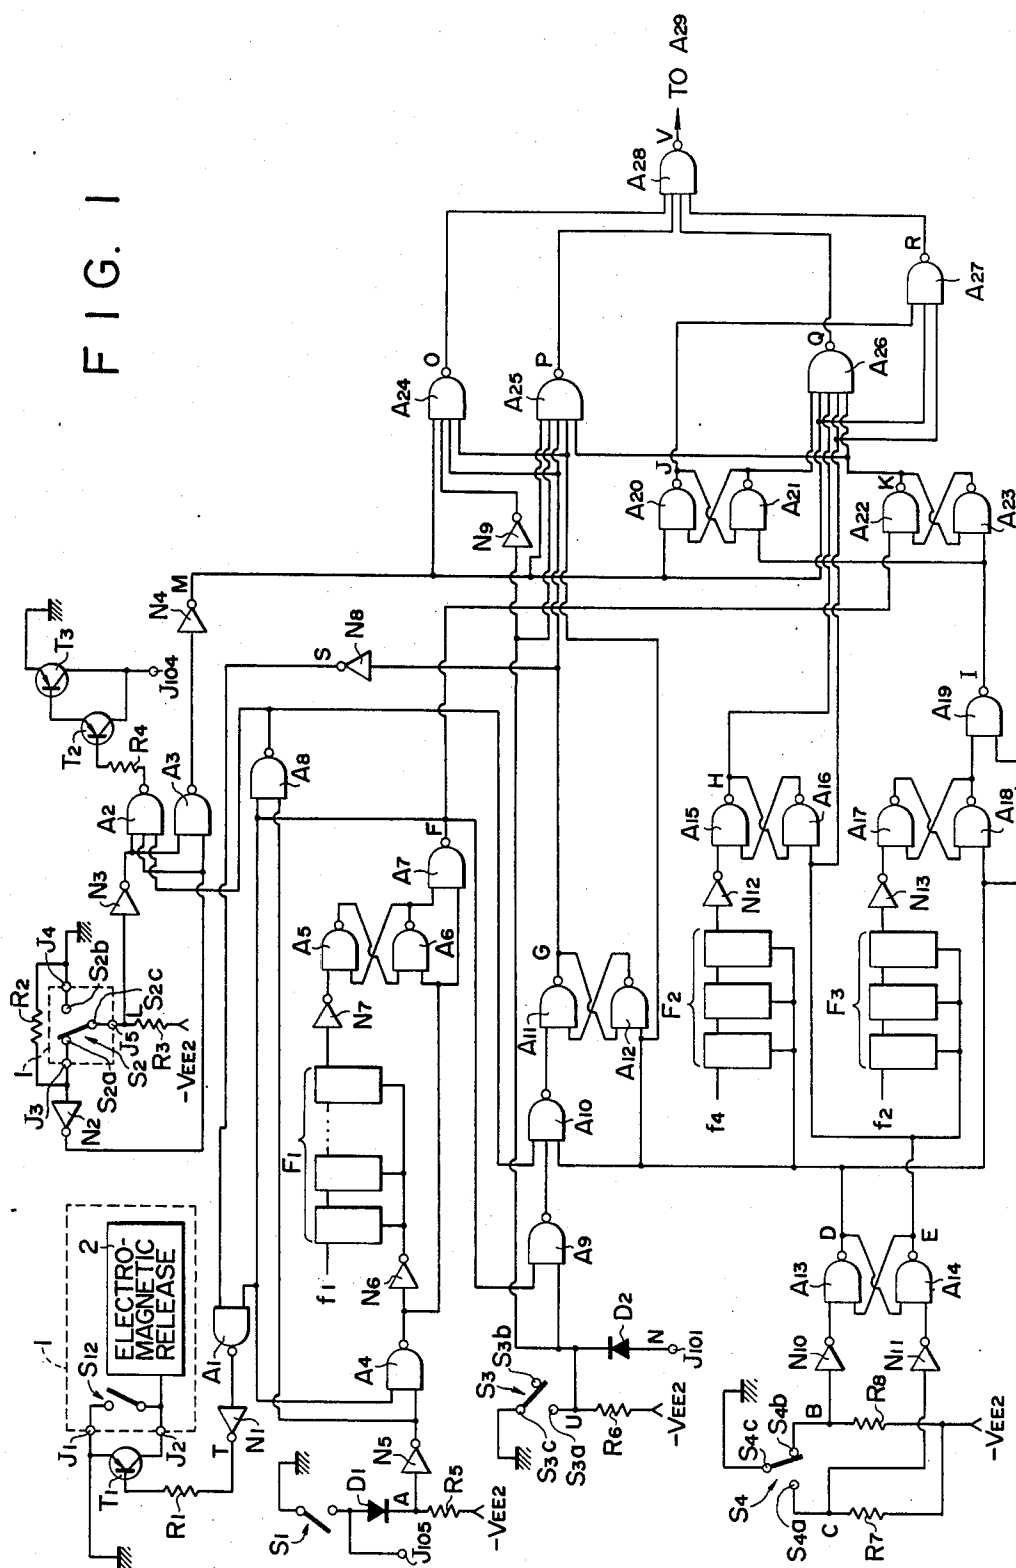 FIG. 1
TO A29
V
A28
R
A27
O
A24
P
A25
Q
A26
N9
J
A20
A21
K
A22
A23
M
N4
T3
J104
T2
R4
S
N8
A2
A3
A8
N3
F
A7
A5
A6
N7
H
A15
A16
N12
I
A19
A17
A18
N13
G
A11
A12
A10
A9
R2
J4
S2b
S2c
L
J5
R3
-VEE2
1
S2
S2a
J3
N2
F1
f1
N6
F2
f4
F3
f2
1
2
ELECTRO-
MAGNETIC
RELEASE
S12
J1
J2
T1
R1
A1
N1
T
A4
N5
S1
D1
A
R5
J105
-VEE2
S3b
S3
S3c
S3a
U
D2
N
J101
R6
-VEE2
D
A13
E
A14
N10
N11
B
R8
S4b
S4c
S4
S4a
C
R7
-VEE2